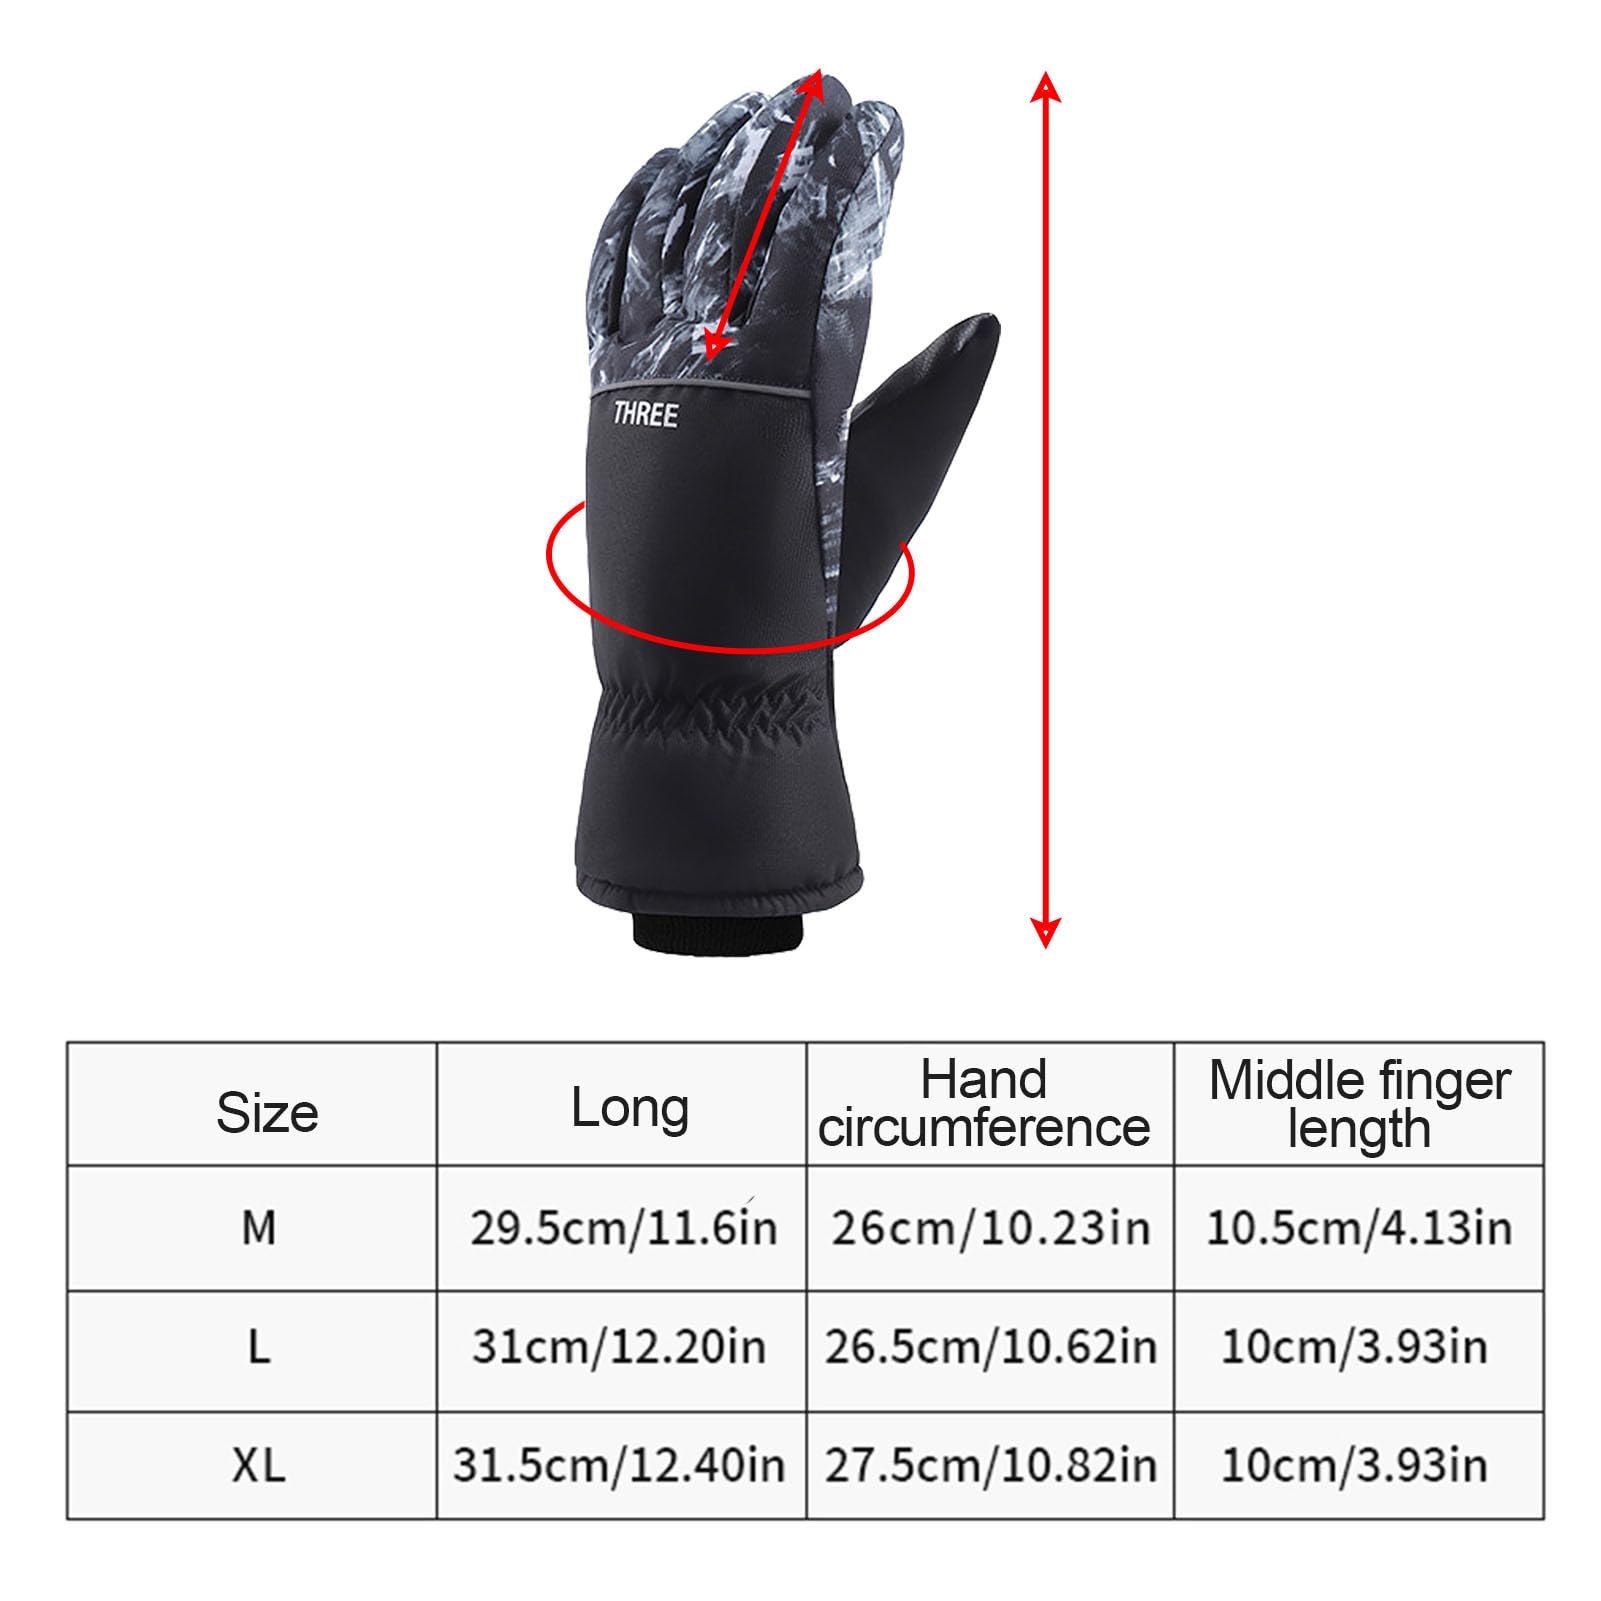 THREE
Size Long Hand circumference Middle finger length
M 29.5cm/11.6in 26cm/10.23in 10.5cm/4.13in
L 31cm/12.20in 26.5cm/10.62in 10cm/3.93in
XL 31.5cm/12.40in 27.5cm/10.82in 10cm/3.93in